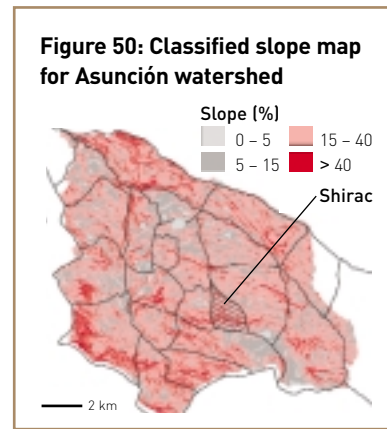 Figure 50: Classified slope map
for Asunción watershed
Slope (%)
0 – 5
15 – 40
5 – 15
> 40
Shirac
2 km